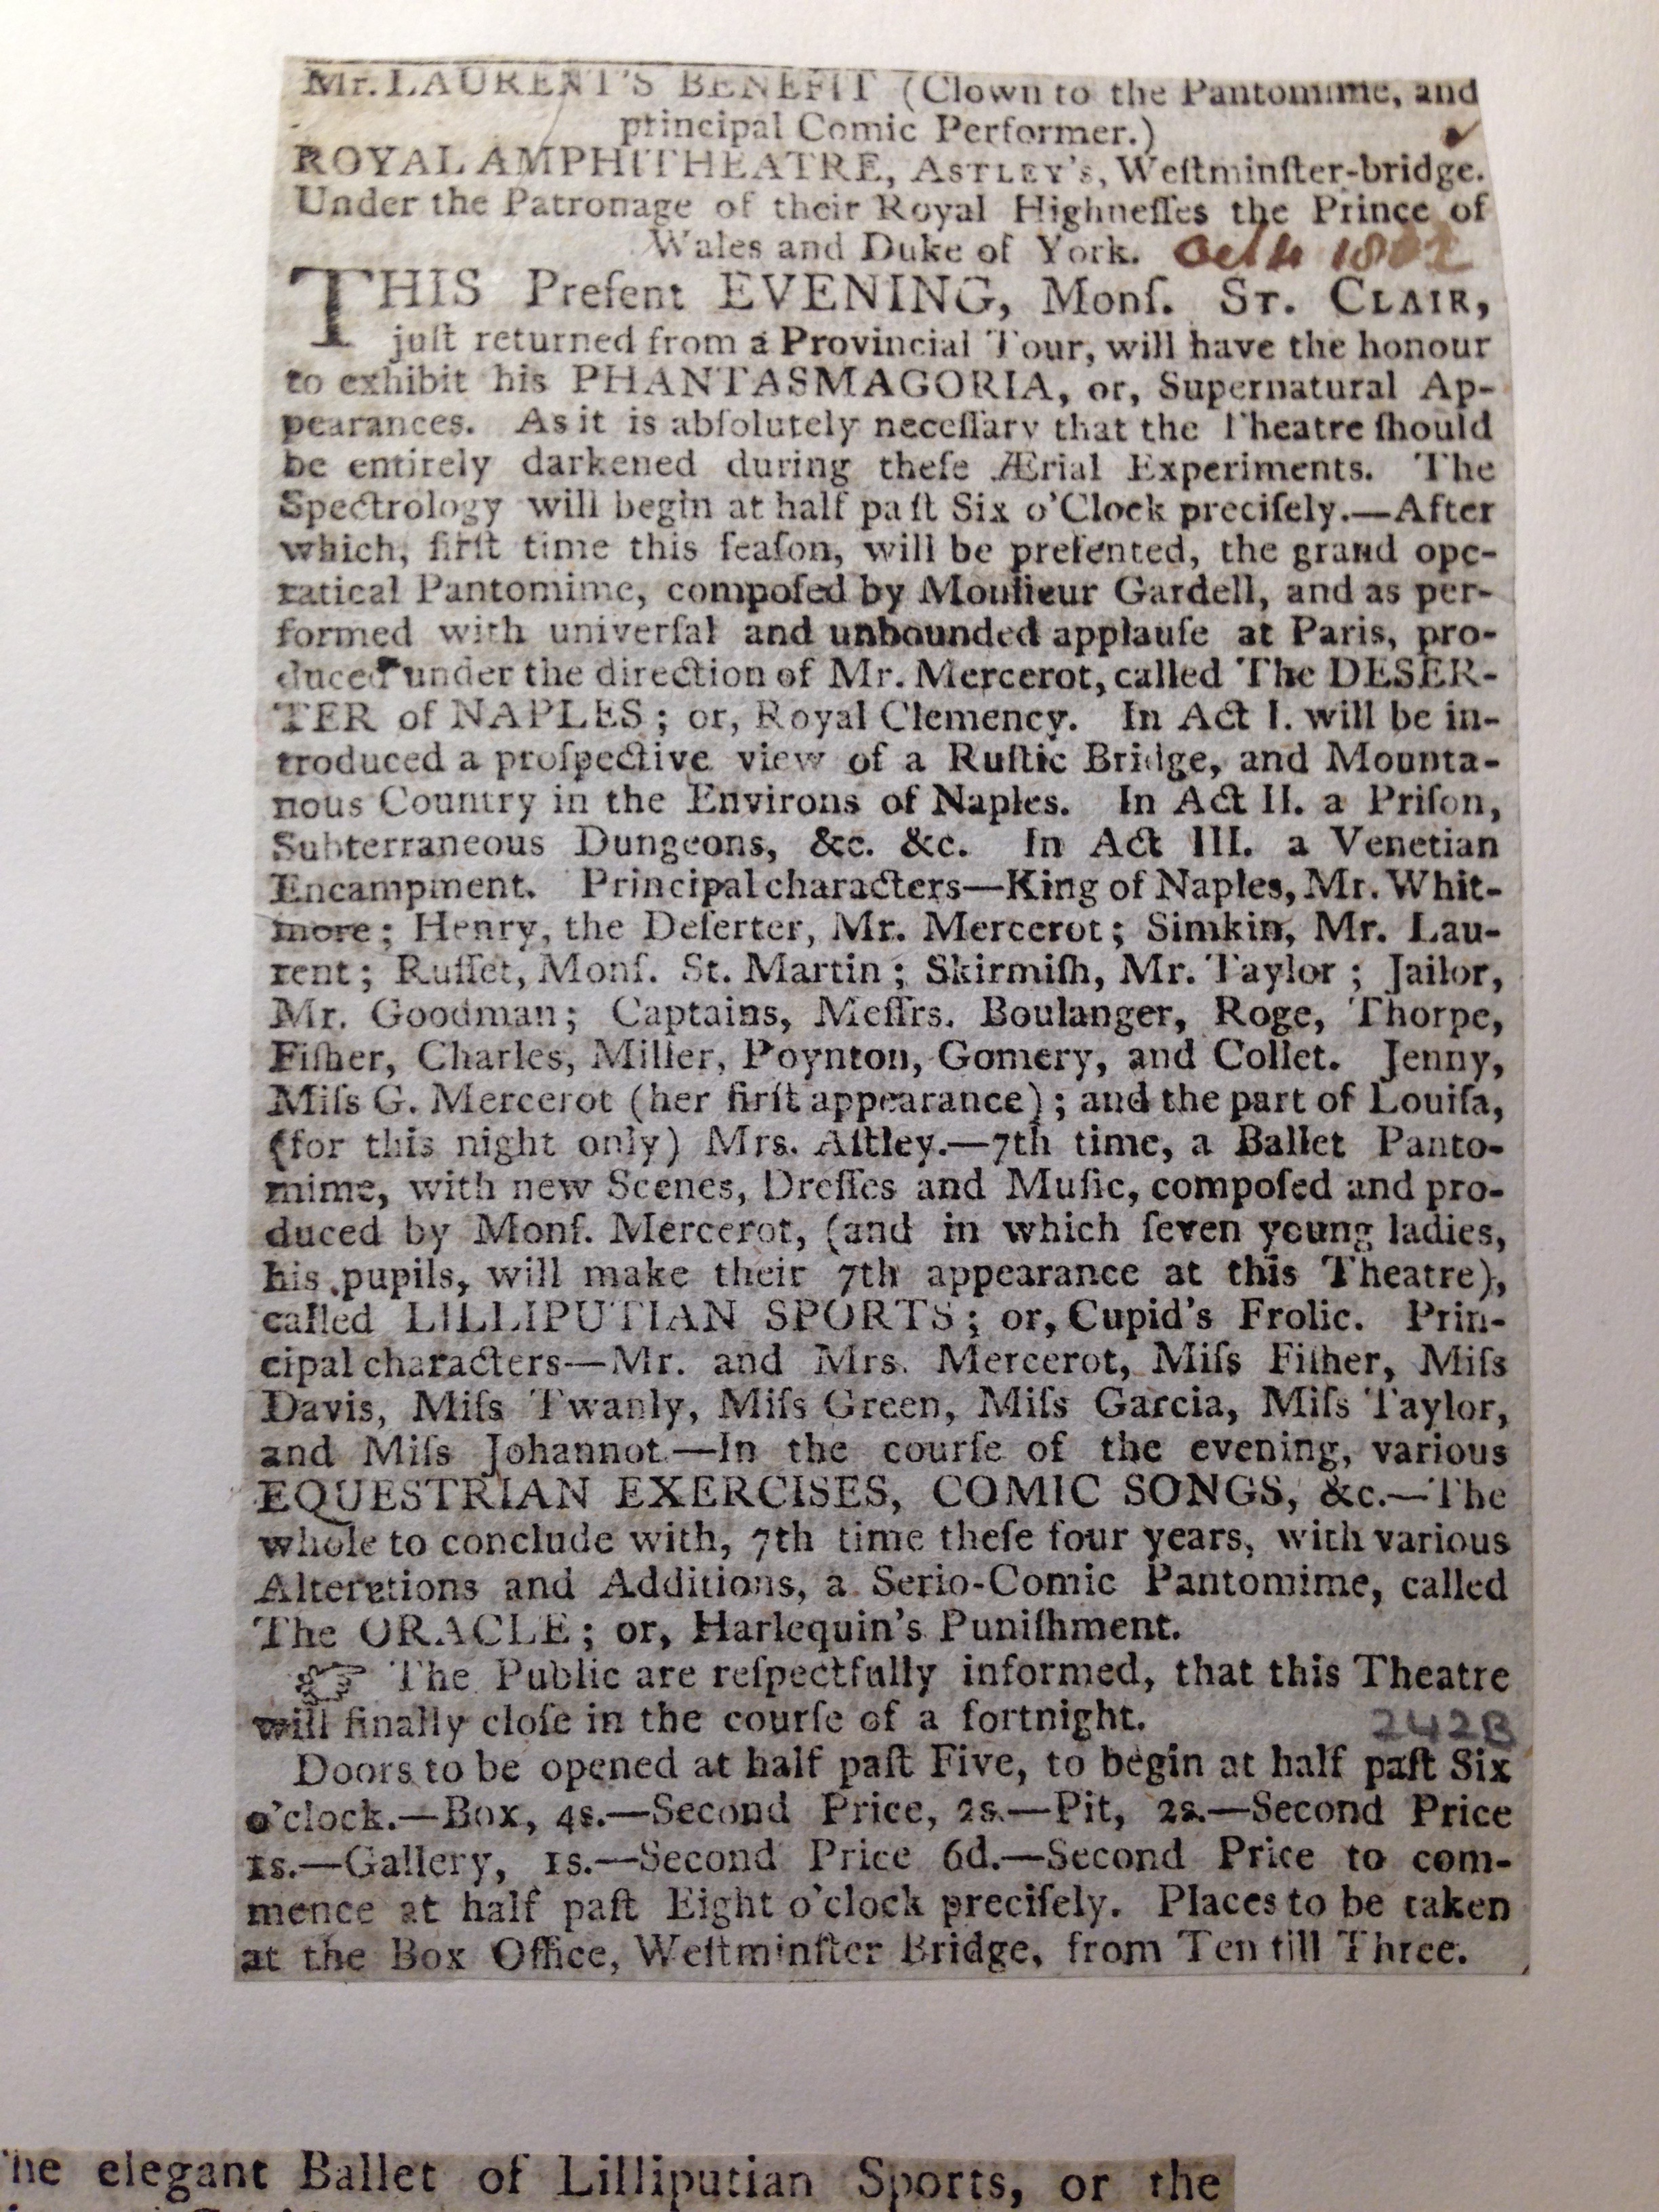 Mr. LAURENT'S BENEFIT (Clown to the Pantomime, and
principal Comic Performer.)
ROYAL AMPHITHEATRE, ASTLEY's, Weſtminſter-bridge.
Under the Patronage of their Royal Highneſſes the Prince of
Wales and Duke of York. Oct 4 1802
THIS Preſent EVENING, Monſ. ST. CLAIR,
juſt returned from a Provincial Tour, will have the honour
to exhibit his PHANTASMAGORIA, or, Supernatural Ap-
pearances. As it is abſolutely neceſſary that the Theatre ſhould
be entirely darkened during theſe Ærial Experiments. The
Spectrology will begin at half paſt Six o'Clock preciſely.—After
which, firſt time this ſeaſon, will be preſented, the grand ope-
ratical Pantomime, compoſed by Monſieur Gardell, and as per-
formed with univerſal and unbounded applauſe at Paris, pro-
duced under the direction of Mr. Mercerot, called The DESER-
TER of NAPLES; or, Royal Clemency. In Act I. will be in-
troduced a proſpective view of a Ruſtic Bridge, and Mounta-
nous Country in the Environs of Naples. In Act II. a Priſon,
Subterraneous Dungeons, &c. &c. In Act III. a Venetian
Encampment. Principal characters—King of Naples, Mr. Whit-
more; Henry, the Deſerter, Mr. Mercerot; Simkin, Mr. Lau-
rent; Ruſſet, Monſ. St. Martin; Skirmiſh, Mr. Taylor; Jailor,
Mr. Goodman; Captains, Meſſrs. Boulanger, Roge, Thorpe,
Fiſher, Charles, Miller, Poynton, Gomery, and Collet. Jenny,
Miſs G. Mercerot (her firſt appearance); and the part of Louiſa,
(for this night only) Mrs. Aſtley.—7th time, a Ballet Panto-
mime, with new Scenes, Dreſſes and Muſic, compoſed and pro-
duced by Monſ. Mercerot, (and in which ſeven young ladies,
his pupils, will make their 7th appearance at this Theatre),
called LILLIPUTIAN SPORTS; or, Cupid's Frolic. Prin-
cipal characters—Mr. and Mrs. Mercerot, Miſs Fiſher, Miſs
Davis, Miſs Twanly, Miſs Green, Miſs Garcia, Miſs Taylor,
and Miſs Johannot.—In the courſe of the evening, various
EQUESTRIAN EXERCISES, COMIC SONGS, &c.—The
whole to conclude with, 7th time theſe four years, with various
Alteretions and Additions, a Serio-Comic Pantomime, called
The ORACLE; or, Harlequin's Puniſhment.
☞ The Public are reſpectfully informed, that this Theatre
will finally cloſe in the courſe of a fortnight.
242B
Doors to be opened at half paſt Five, to begin at half paſt Six
o'clock.—Box, 4s.—Second Price, 2s.—Pit, 2s.—Second Price
1s.—Gallery, 1s.—Second Price 6d.—Second Price to com-
mence at half paſt Eight o'clock preciſely. Places to be taken
at the Box Office, Weſtminſter Bridge, from Ten till Three.
The elegant Ballet of Lilliputian Sports, or the